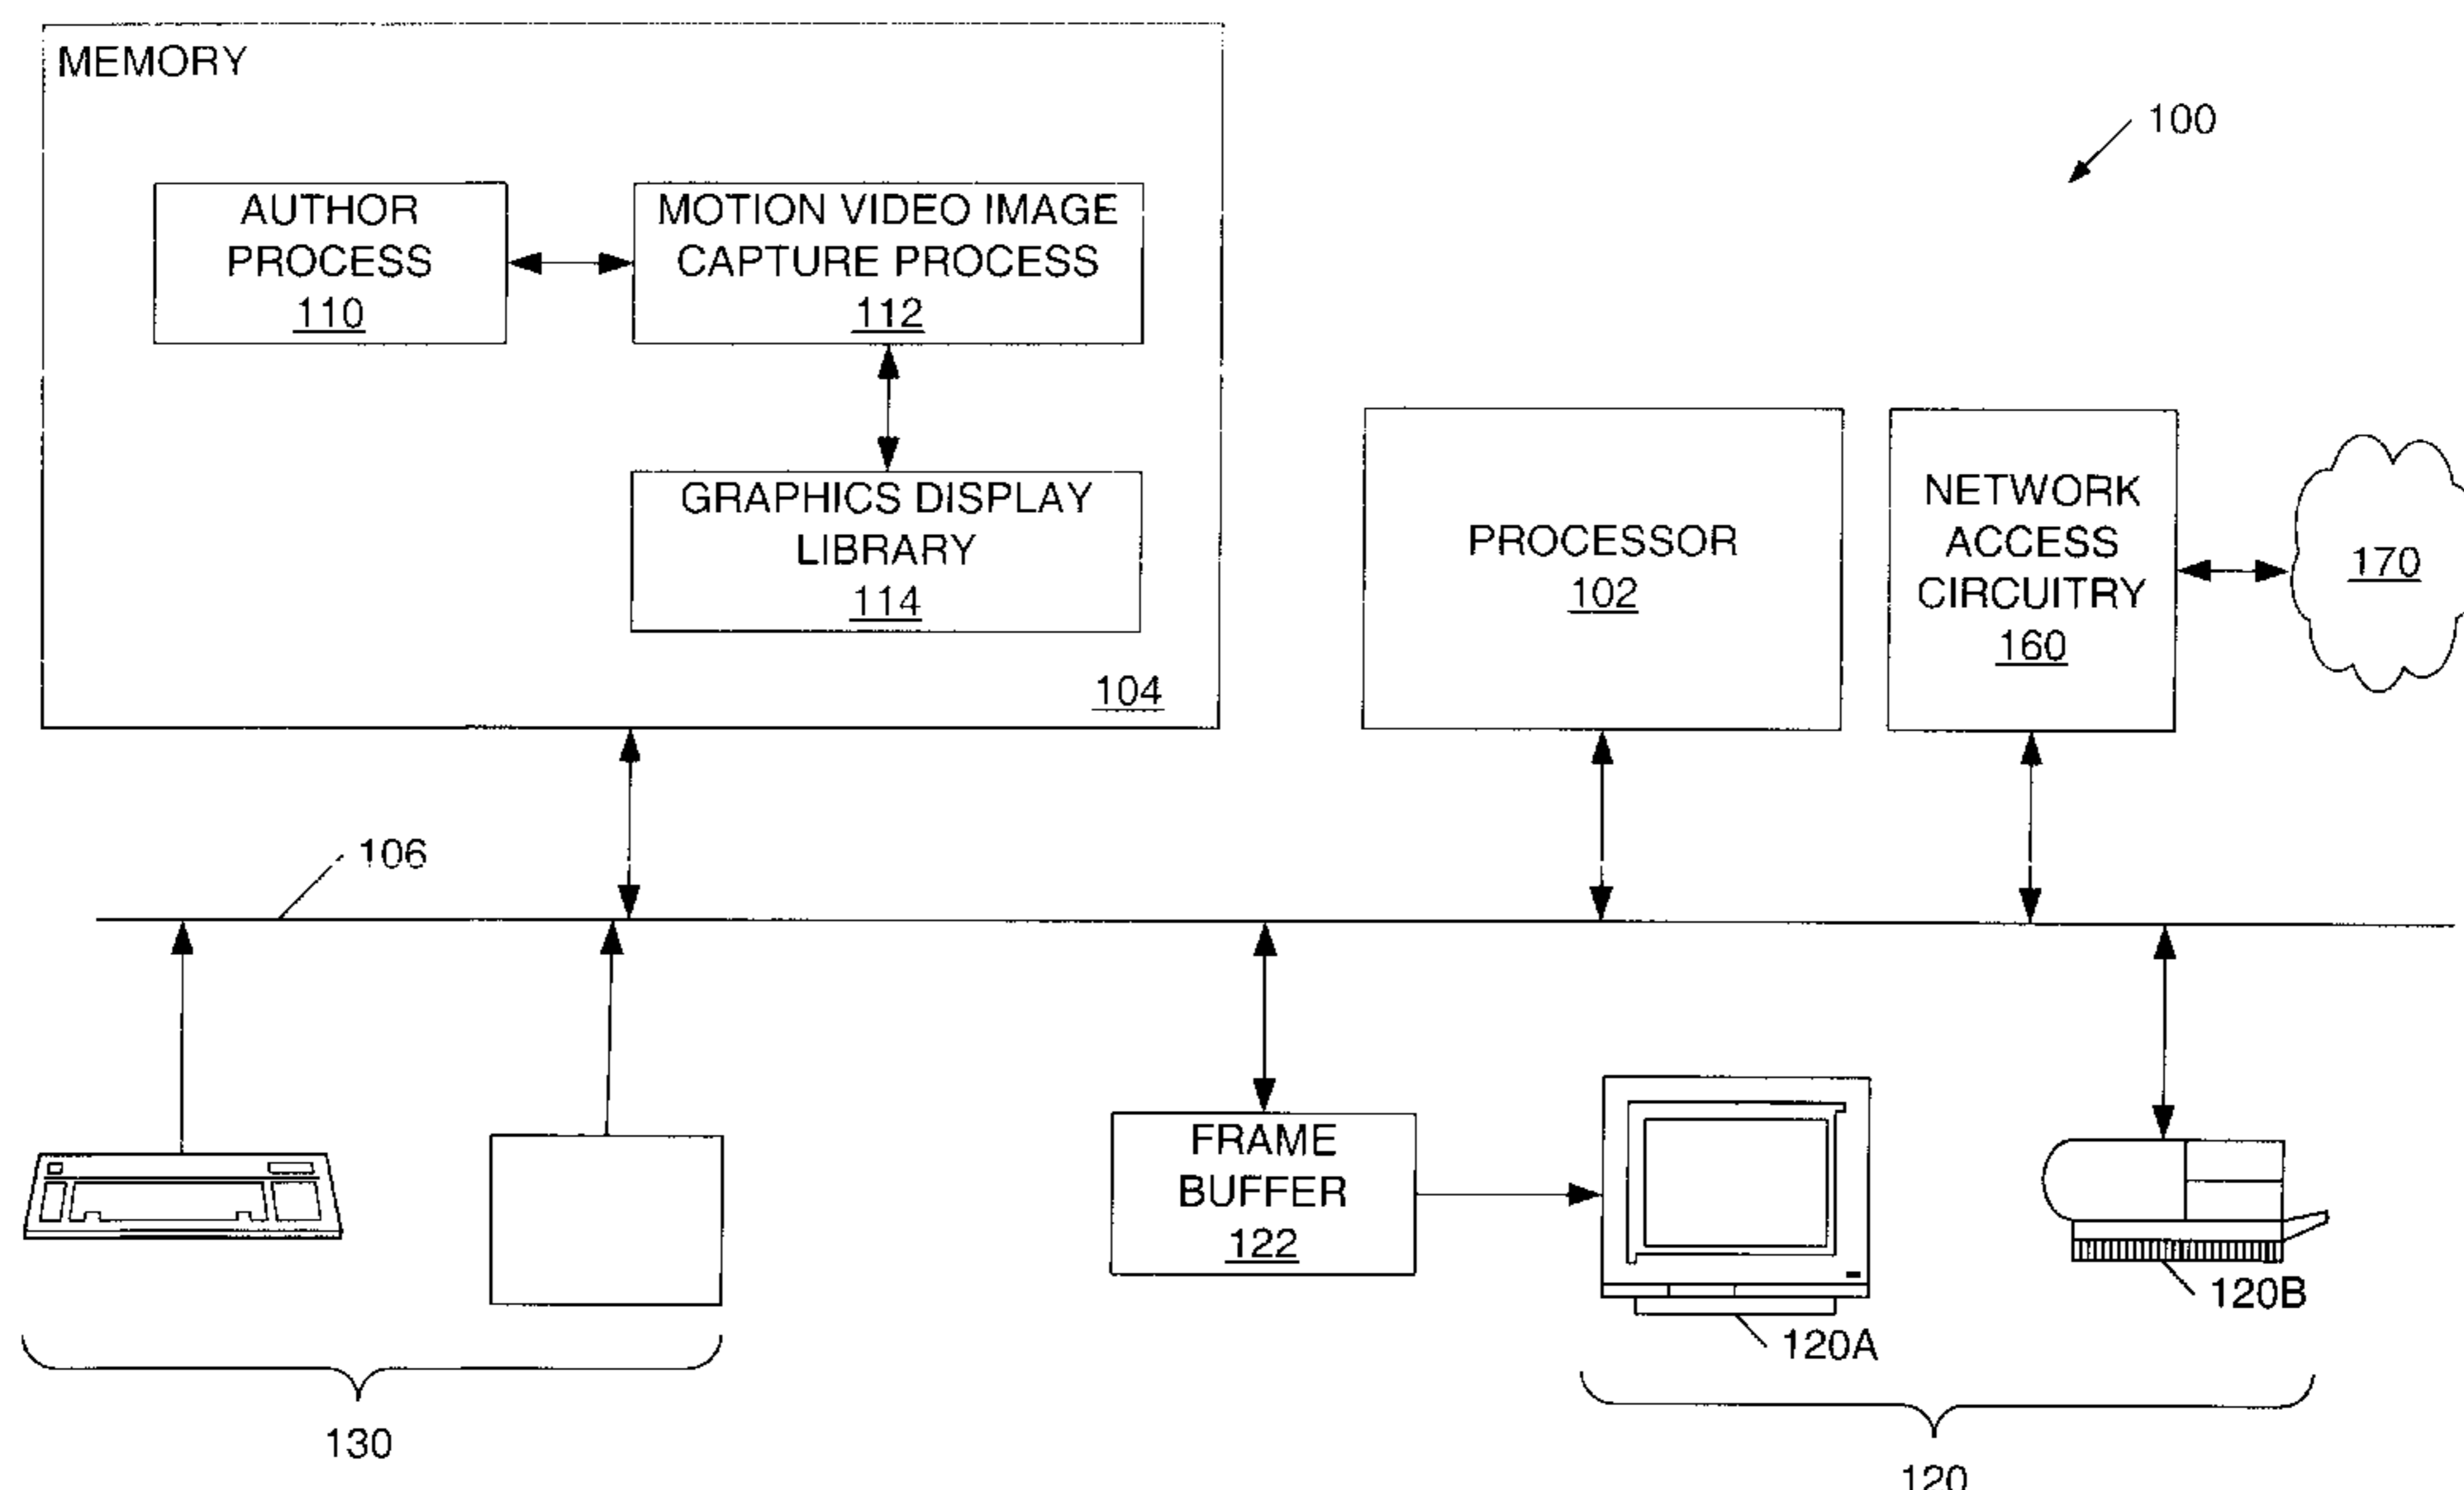 MEMORY
100
AUTHOR
PROCESS
110
MOTION VIDEO IMAGE
CAPTURE PROCESS
112
GRAPHICS DISPLAY
LIBRARY
114
104
PROCESSOR
102
NETWORK
ACCESS
CIRCUITRY
160
170
106
FRAME
BUFFER
122
120A
120B
130
120